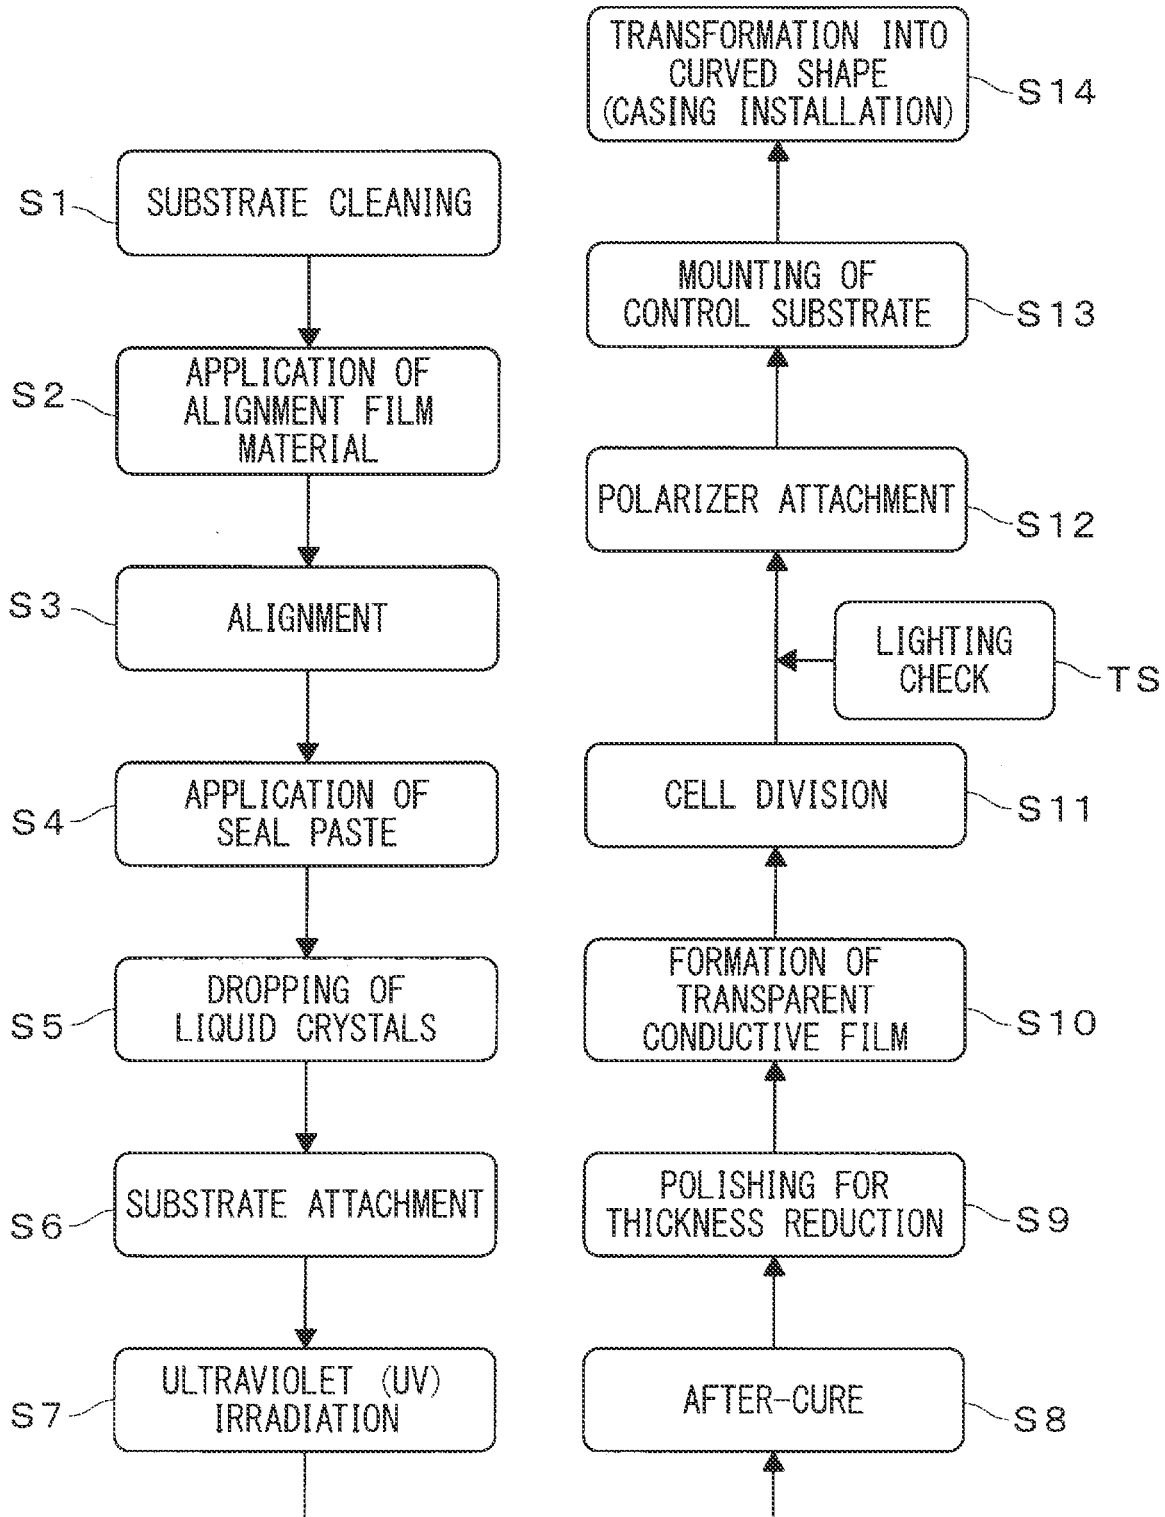 S1
SUBSTRATE CLEANING
S2
APPLICATION OF
ALIGNMENT FILM
MATERIAL
S3
ALIGNMENT
S4
APPLICATION OF
SEAL PASTE
S5
DROPPING OF
LIQUID CRYSTALS
S6
SUBSTRATE ATTACHMENT
S7
ULTRAVIOLET (UV)
IRRADIATION
AFTER-CURE
S8
POLISHING FOR
THICKNESS REDUCTION
S9
FORMATION OF
TRANSPARENT
CONDUCTIVE FILM
S10
CELL DIVISION
S11
LIGHTING
CHECK
TS
POLARIZER ATTACHMENT
S12
MOUNTING OF
CONTROL SUBSTRATE
S13
TRANSFORMATION INTO
CURVED SHAPE
(CASING INSTALLATION)
S14